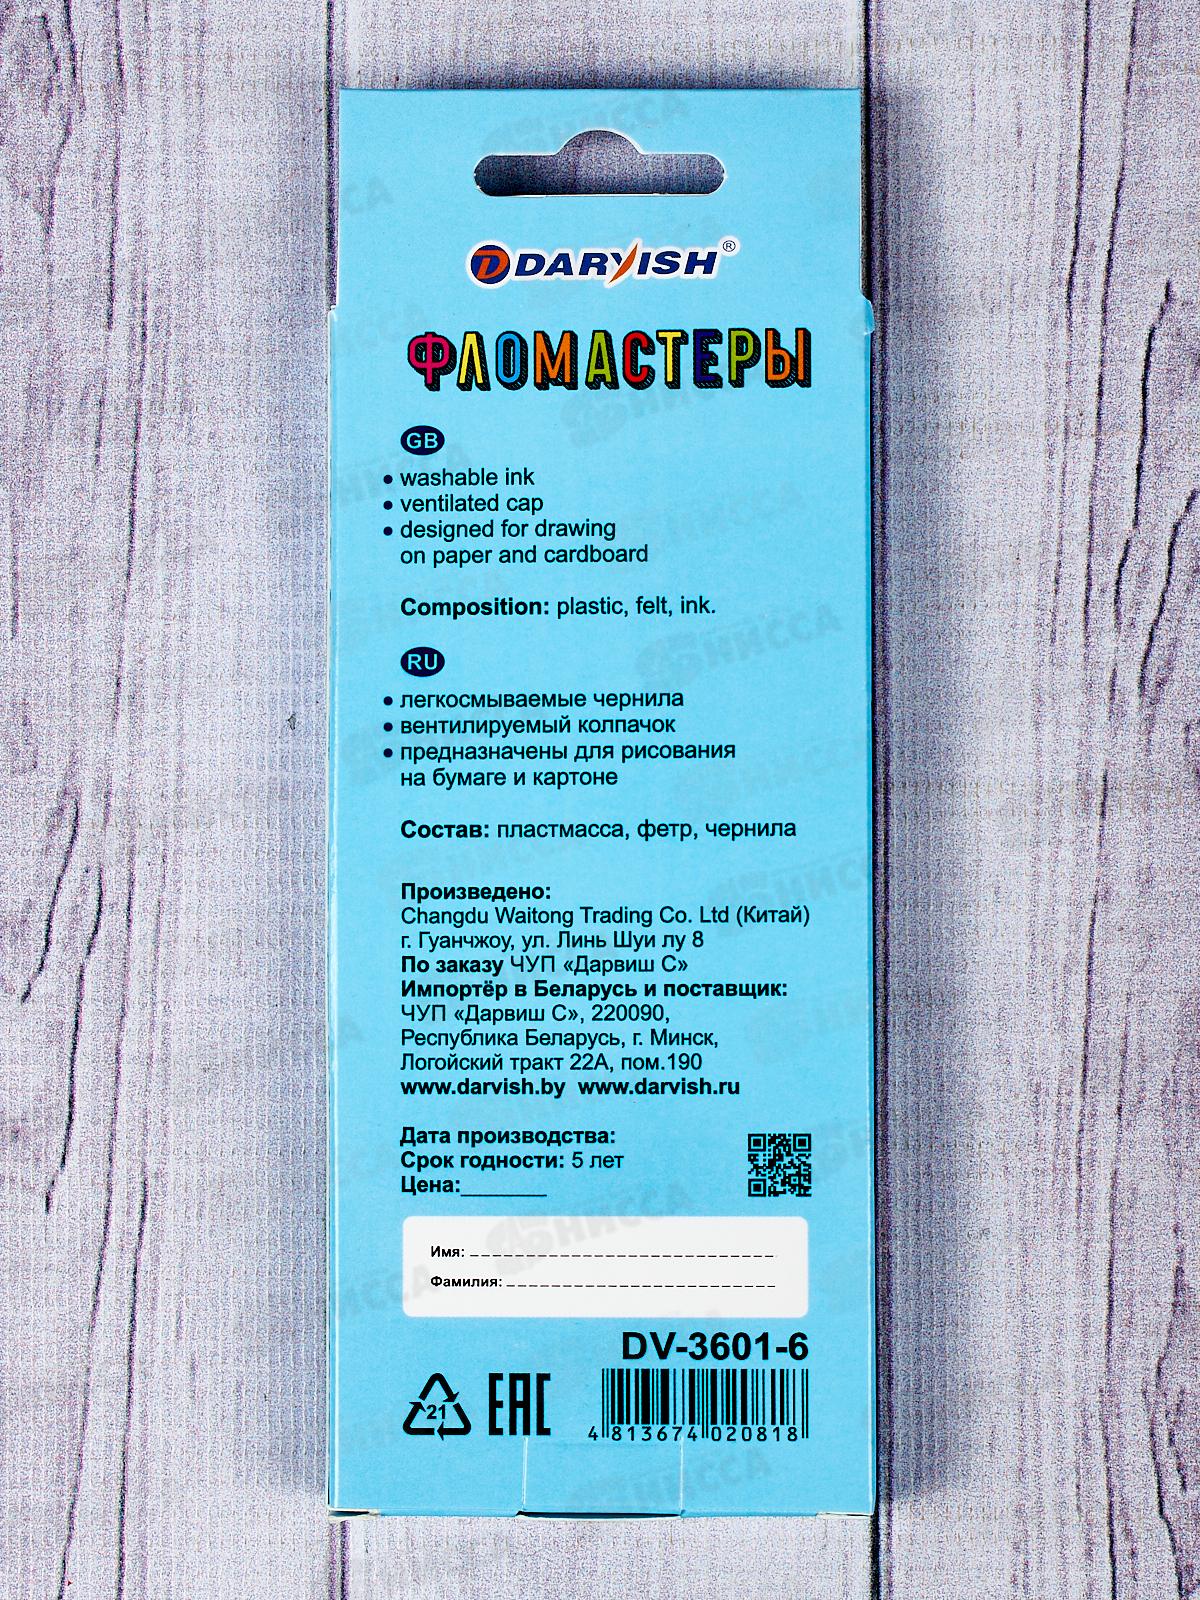 DARVISH®
ФЛОМАСТЕРЫ
GB
• washable ink
• ventilated cap
• designed for drawing
on paper and cardboard
Composition: plastic, felt, ink.
RU
• легкосмываемые чернила
• вентилируемый колпачок
• предназначены для рисования
на бумаге и картоне
Состав: пластмасса, фетр, чернила
Произведено:
Changdu Waitong Trading Co. Ltd (Китай)
г. Гуанчжоу, ул. Линь Шуи лу 8
По заказу ЧУП «Дарвиш С»
Импортёр в Беларусь и поставщик:
ЧУП «Дарвиш С», 220090,
Республика Беларусь, г. Минск,
Логойский тракт 22А, пом.190
www.darvish.by www.darvish.ru
Дата производства:
Срок годности: 5 лет
Цена:_______
Имя:
Фамилия:
DV-3601-6
21 EAC
4 813674 020818